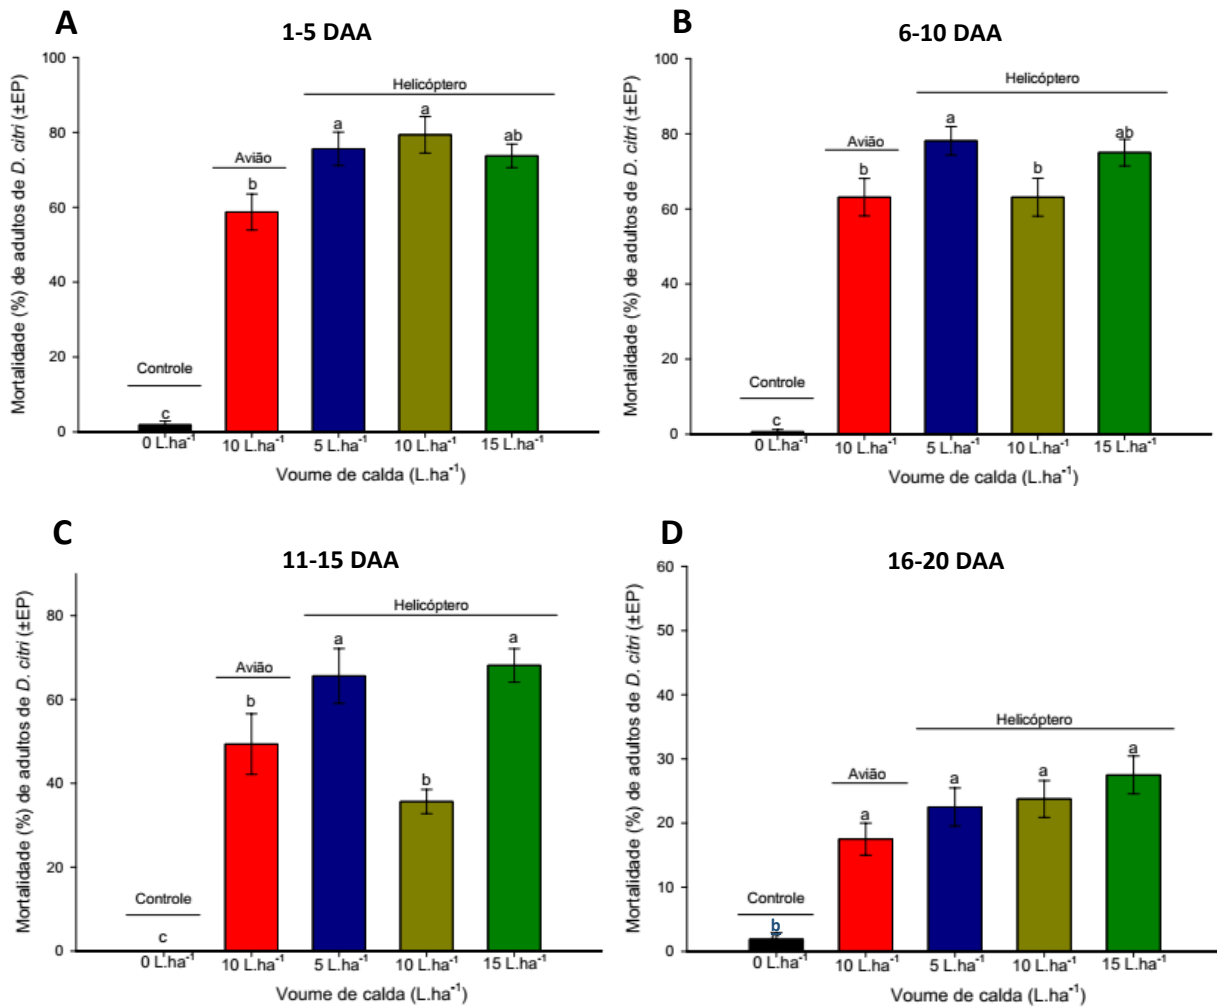 A
1-5 DAA
Mortalidade (%) de adultos de D. citri (±EP)
100
80
60
40
20
0
Helicóptero
Avião
Controle
c
b
a
a
ab
0 L.ha⁻¹
10 L.ha⁻¹
5 L.ha⁻¹
10 L.ha⁻¹
15 L.ha⁻¹
Voume de calda (L.ha⁻¹)
B
6-10 DAA
Mortalidade (%) de adultos de D. citri (±EP)
100
80
60
40
20
0
Helicóptero
Avião
Controle
c
b
a
b
ab
0 L.ha⁻¹
10 L.ha⁻¹
5 L.ha⁻¹
10 L.ha⁻¹
15 L.ha⁻¹
Voume de calda (L.ha⁻¹)
C
11-15 DAA
Mortalidade (%) de adultos de D. citri (±EP)
80
60
40
20
0
Helicóptero
Avião
Controle
c
b
a
b
a
0 L.ha⁻¹
10 L.ha⁻¹
5 L.ha⁻¹
10 L.ha⁻¹
15 L.ha⁻¹
Voume de calda (L.ha⁻¹)
D
16-20 DAA
Mortalidade (%) de adultos de D. citri (±EP)
60
50
40
30
20
10
0
Helicóptero
Avião
Controle
b
a
a
a
a
0 L.ha⁻¹
10 L.ha⁻¹
5 L.ha⁻¹
10 L.ha⁻¹
15 L.ha⁻¹
Voume de calda (L.ha⁻¹)